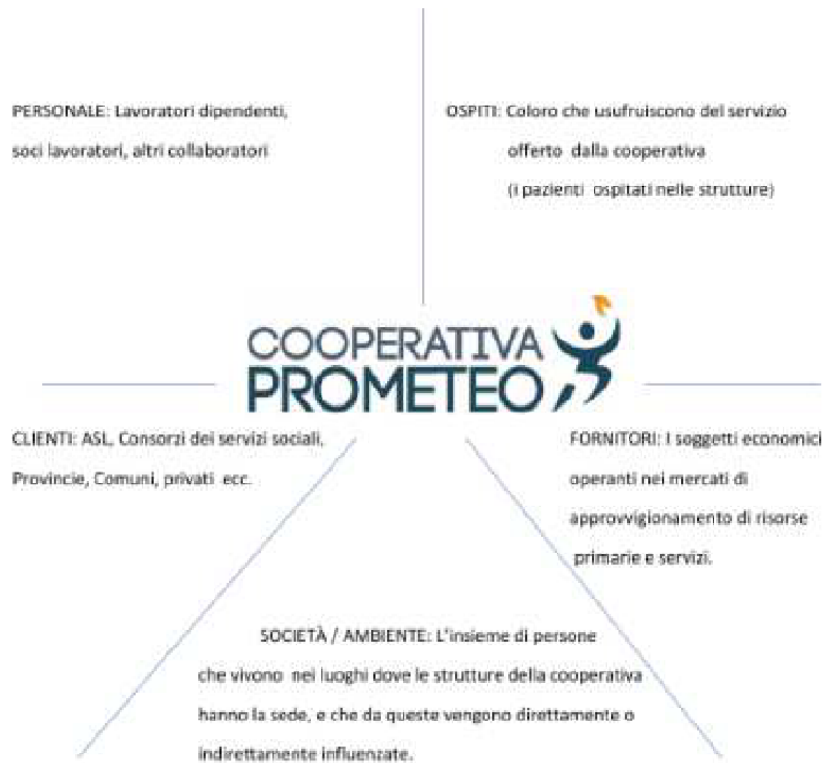 PERSONALE: Lavoratori dipendenti,
soci lavoratori, altri collaboratori
OSPITI: Coloro che usufruiscono del servizio
offerto dalla cooperativa
(i pazienti ospitati nelle strutture)
COOPERATIVA
PROMETEO
CLIENTI: ASL, Consorzi dei servizi sociali,
Provincie, Comuni, privati ecc.
FORNITORI: I soggetti economici
operanti nei mercati di
approvvigionamento di risorse
primarie e servizi.
SOCIETÀ / AMBIENTE: L'insieme di persone
che vivono nei luoghi dove le strutture della cooperativa
hanno la sede, e che da queste vengono direttamente o
indirettamente influenzate.